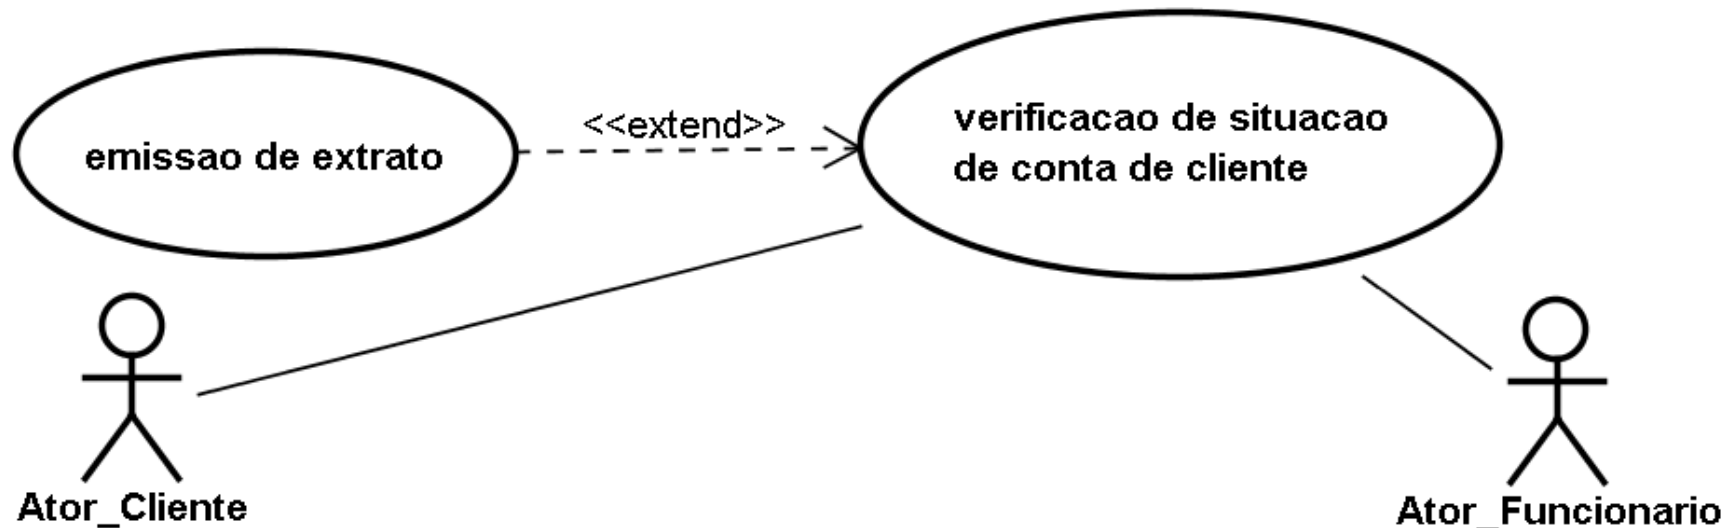 emissao de extrato
<<extend>>
verificacao de situacao
de conta de cliente
Ator_Cliente
Ator_Funcionario